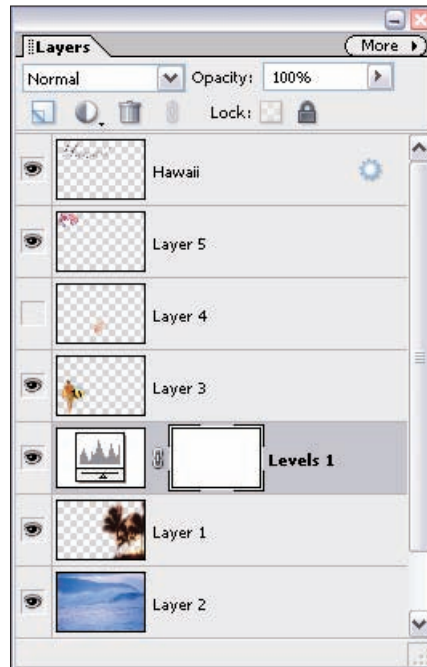 Layers
More
Normal
Opacity: 100%
Lock:
Hawaii
Layer 5
Layer 4
Layer 3
Levels 1
Layer 1
Layer 2